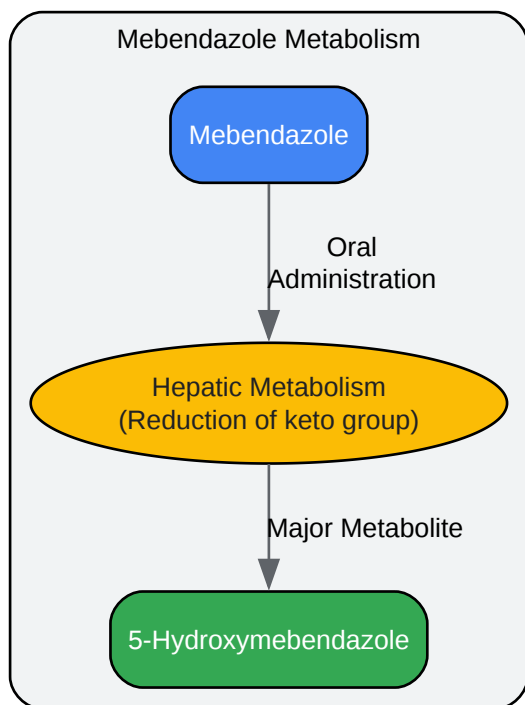 Mebendazole Metabolism
Mebendazole
Oral
Administration
Hepatic Metabolism
(Reduction of keto group)
Major Metabolite
5-Hydroxymebendazole